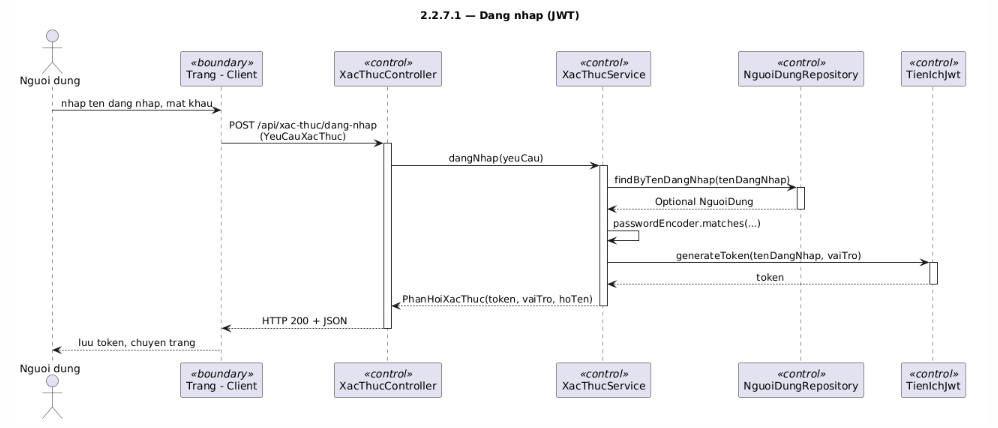 2.2.7.1 — Dang nhap (JWT)
Nguoi dung
«boundary»
Trang - Client
«control»
XacThucController
«control»
XacThucService
«control»
NguoiDungRepository
«control»
TienIchJwt
nhap ten dang nhap, mat khau
POST /api/xac-thuc/dang-nhap
(YeuCauXacThuc)
dangNhap(yeuCau)
findByTenDangNhap(tenDangNhap)
Optional NguoiDung
passwordEncoder.matches(...)
generateToken(tenDangNhap, vaiTro)
token
PhanHoiXacThuc(token, vaiTro, hoTen)
HTTP 200 + JSON
luu token, chuyen trang
Nguoi dung
«boundary»
Trang - Client
«control»
XacThucController
«control»
XacThucService
«control»
NguoiDungRepository
«control»
TienIchJwt